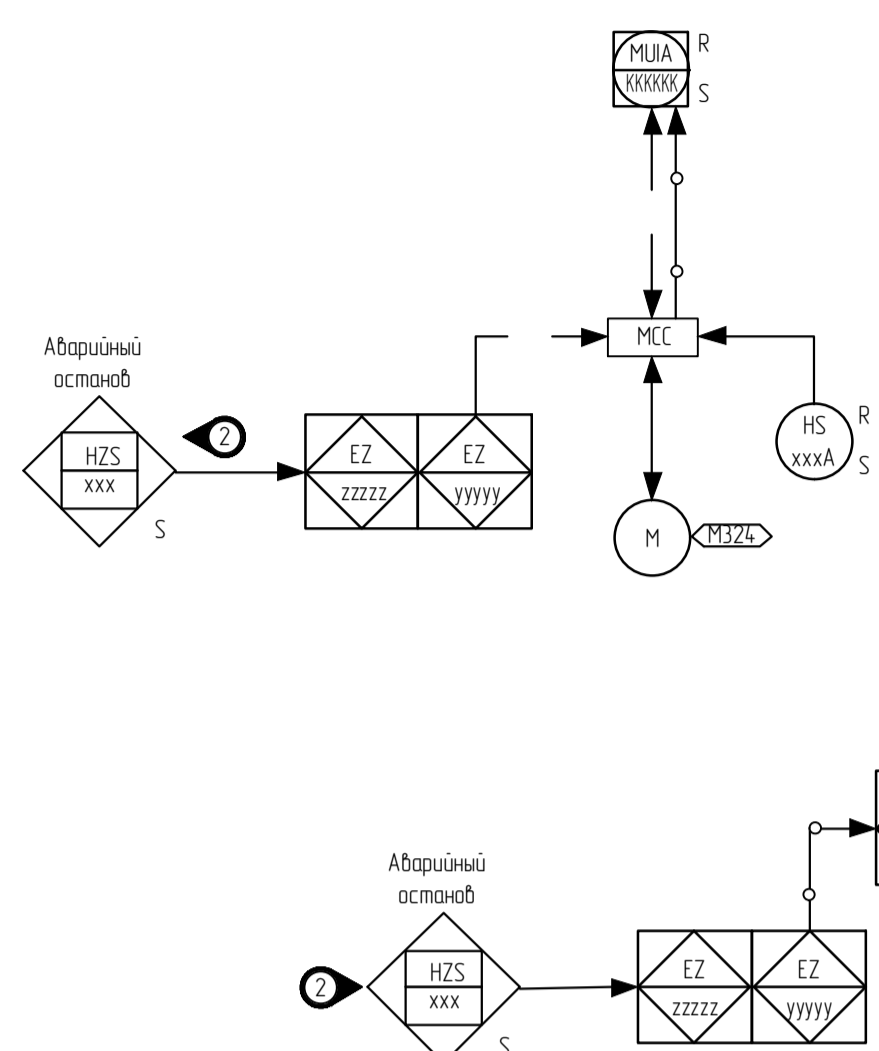 MUIA
KKKKKK
R
S
MCC
Аварийный
останов
HZS
xxx
S
2
EZ
zzzzz
EZ
yyyyy
HS
xxxA
R
S
M
M324
Аварийный
останов
2
HZS
xxx
S
EZ
zzzzz
EZ
yyyyy